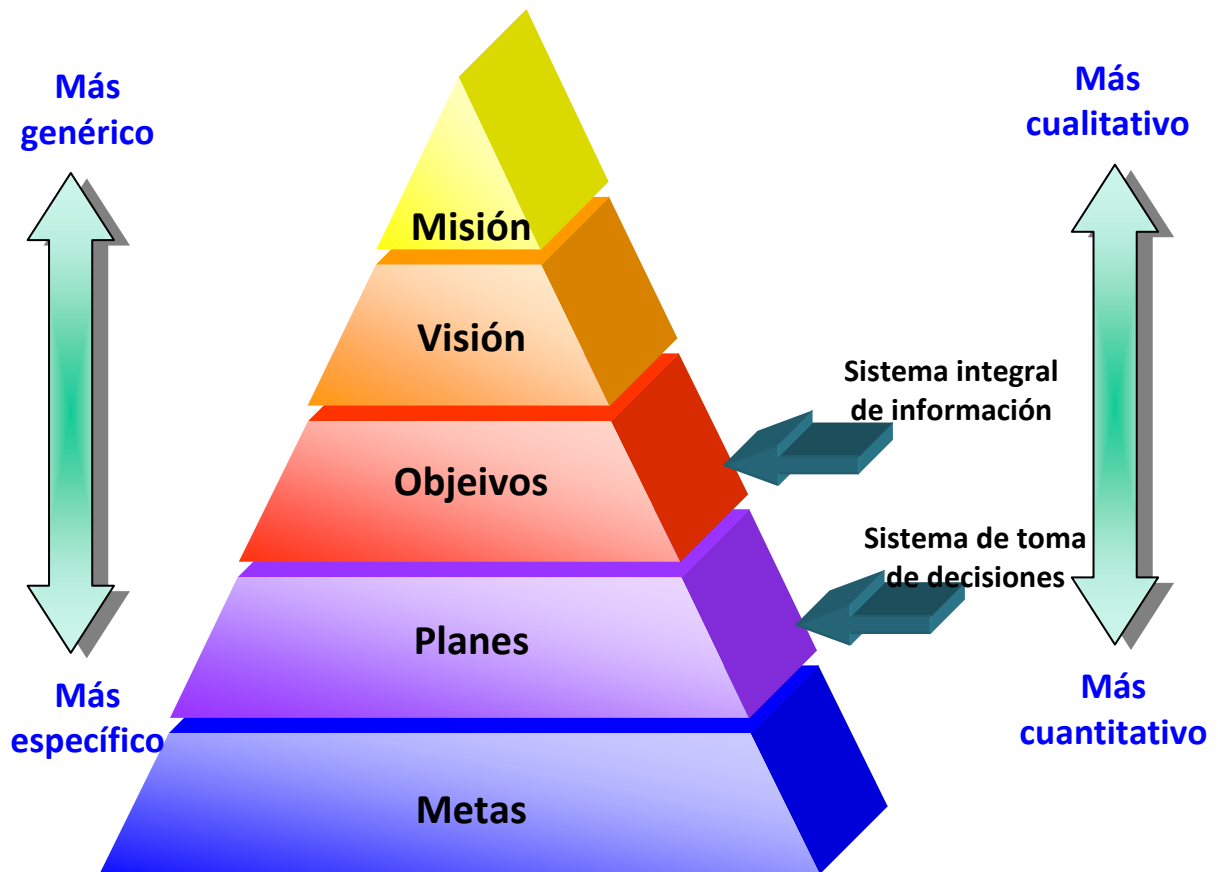 Más
genérico
Más
cualitativo
Misión
Visión
Sistema integral
de información
Objeivos
Sistema de toma
de decisiones
Planes
Más
específico
Más
cuantitativo
Metas